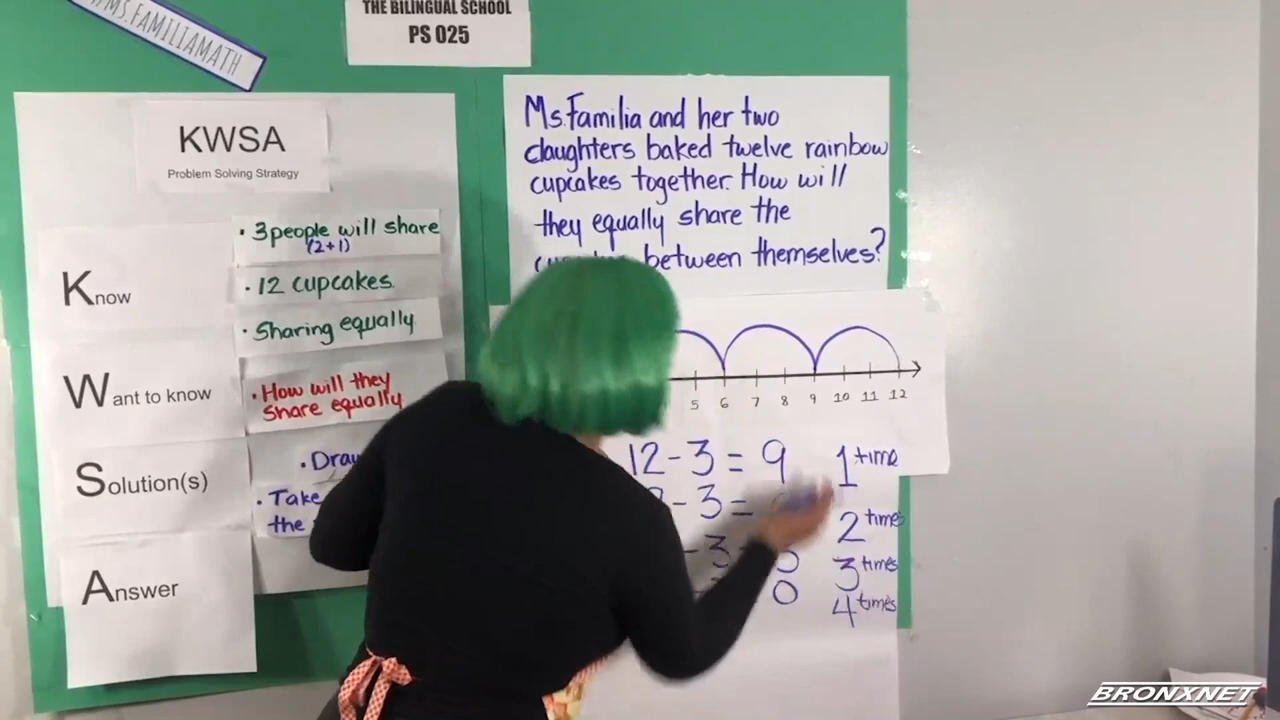 MS.FAMILIAMATH
THE BILINGUAL SCHOOL
PS 025
KWSA
Problem Solving Strategy
Know
• 3 people will share
(2+1)
• 12 cupcakes
• Sharing equally
Want to know
• How will they
share equally
Solution(s)
• Draw
• Take
the
Answer
Ms. Familia and her two
daughters baked twelve rainbow
cupcakes together. How will
they equally share the
between themselves?
5 6 7 8 9 10 11 12
12 - 3 = 9 1 time
- 3 = 2 times
- 3 3 times
0 4 times
BRONXNET